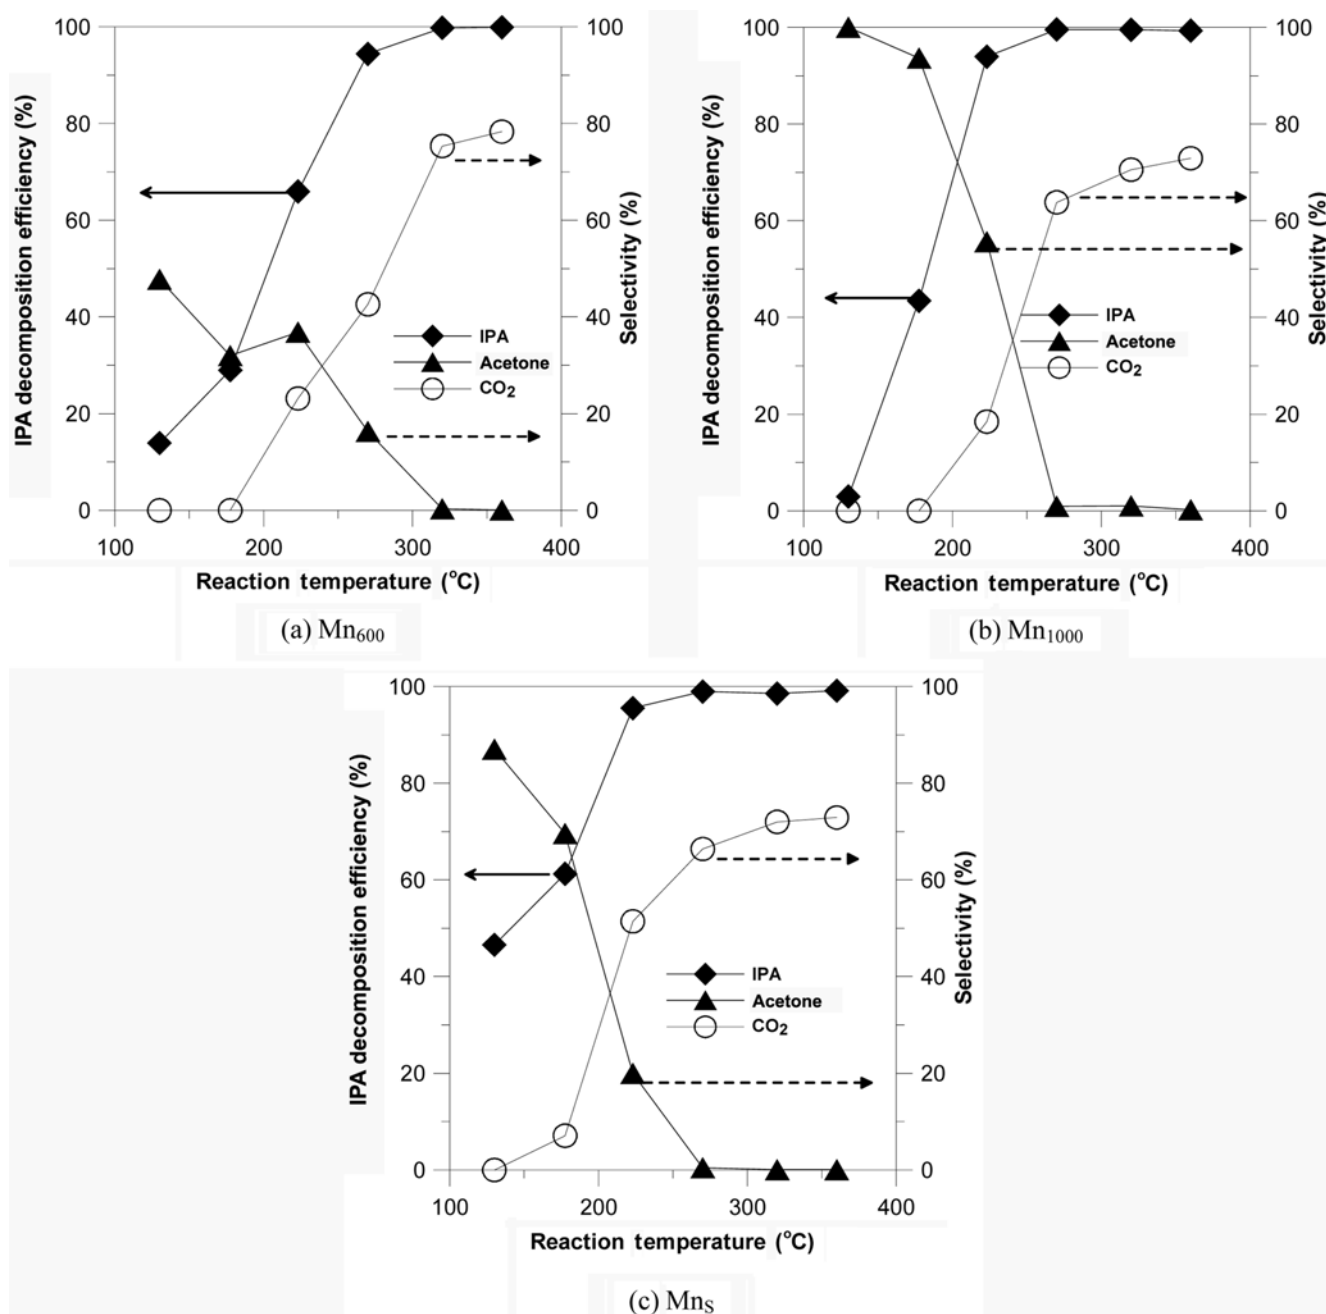 IPA decomposition efficiency (%)
100
80
60
40
20
0
100
80
60
40
20
0
Selectivity (%)
IPA
Acetone
CO₂
100
200
300
400
Reaction temperature (°C)
(a) Mn₆₀₀
IPA decomposition efficiency (%)
100
80
60
40
20
0
100
80
60
40
20
0
Selectivity (%)
IPA
Acetone
CO₂
100
200
300
400
Reaction temperature (°C)
(b) Mn₁₀₀₀
IPA decomposition efficiency (%)
100
80
60
40
20
0
100
80
60
40
20
0
Selectivity (%)
IPA
Acetone
CO₂
100
200
300
400
Reaction temperature (°C)
(c) Mn_S